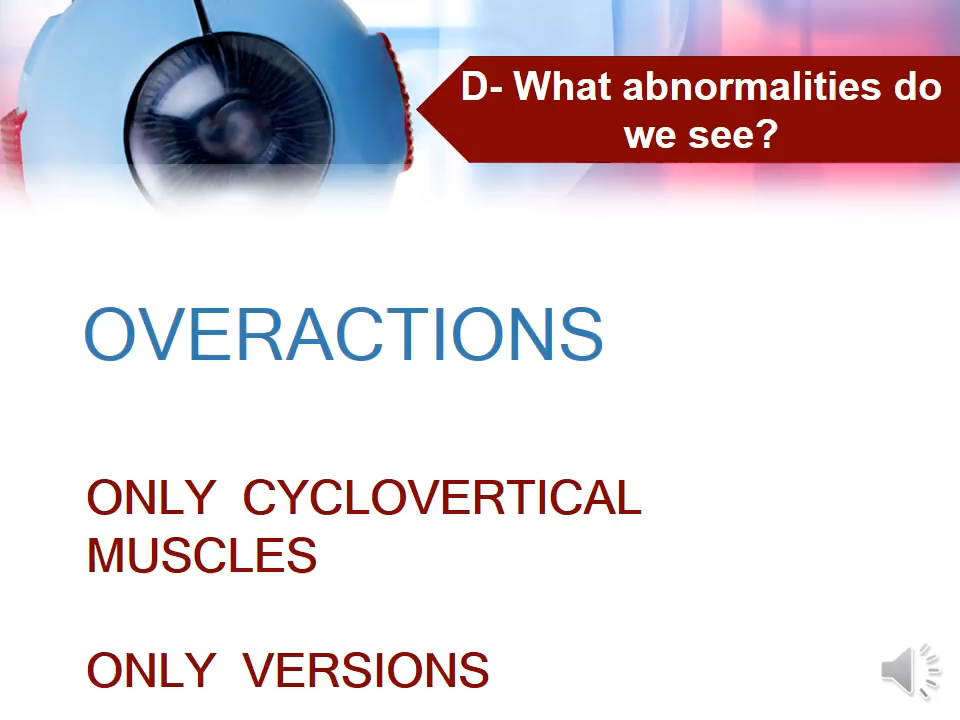 D- What abnormalities do
we see?
OVERACTIONS
ONLY CYCLOVERTICAL
MUSCLES
ONLY VERSIONS